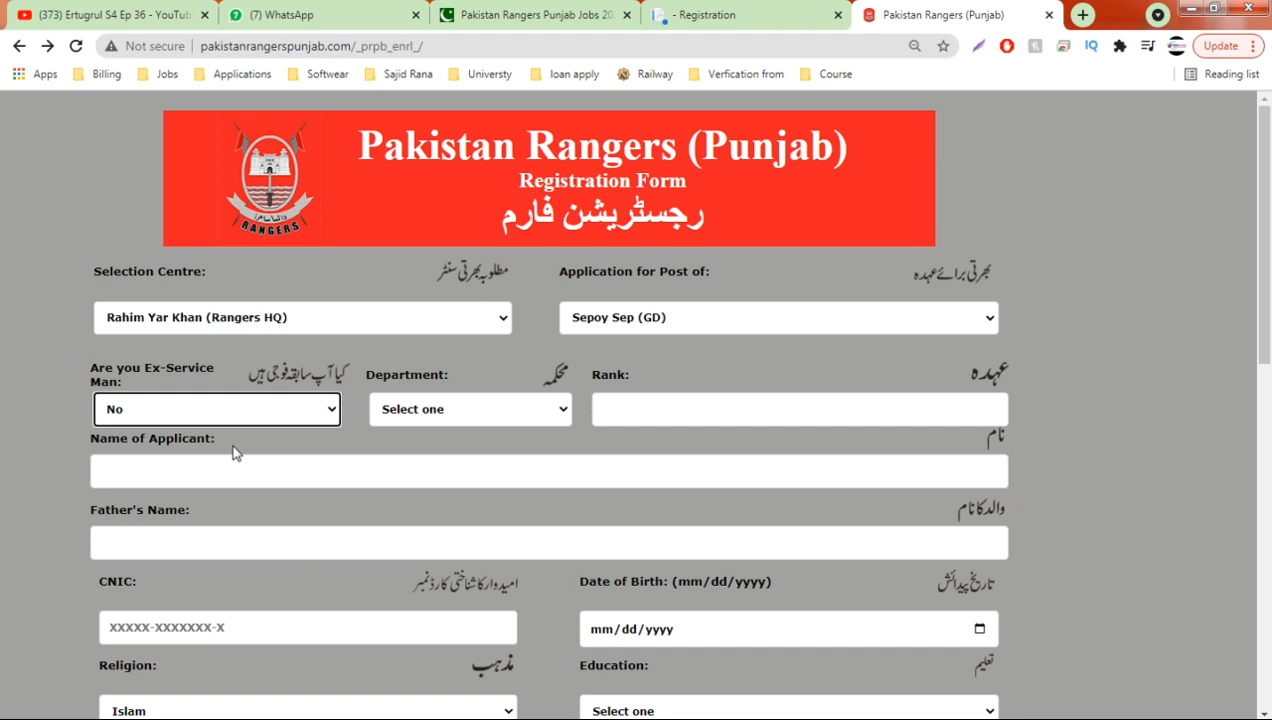 (373) Ertugrul S4 Ep 36 - YouTub
(7) WhatsApp
Pakistan Rangers Punjab Jobs 20
- Registration
Pakistan Rangers (Punjab)
Not secure
pakistanrangerspunjab.com/_prpb_enrl_/
IQ
Update
Apps
Billing
Jobs
Applications
Softwear
Sajid Rana
Universty
loan apply
Railway
Verfication from
Course
Reading list
Pakistan Rangers (Punjab)
Registration Form
رجسٹریشن فارم
RANGERS
Selection Centre:
مطلوبہ بھرتی سنٹر
Application for Post of:
بھرتی برائے عہدہ
Rahim Yar Khan (Rangers HQ)
Sepoy Sep (GD)
Are you Ex-Service
Man:
کیا آپ سابقہ فوجی ہیں
Department:
محکمہ
Rank:
عہدہ
No
Select one
Name of Applicant:
نام
Father's Name:
والد کا نام
CNIC:
امیدوار کا شناختی کارڈ نمبر
Date of Birth: (mm/dd/yyyy)
تاریخ پیدائش
XXXXX-XXXXXXX-X
mm/dd/yyyy
Religion:
مذہب
Education:
تعلیم
Islam
Select one